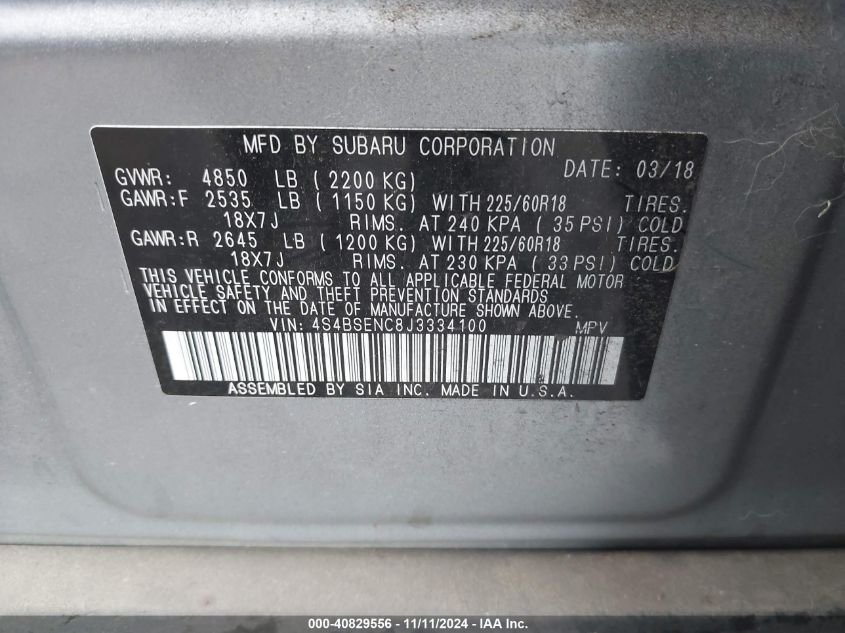 MFD BY SUBARU CORPORATION
DATE: 03/18
GVWR: 4850 LB ( 2200 KG)
GAWR:F 2535 LB ( 1150 KG) WITH 225/60R18 TIRES.
18X7J RIMS. AT 240 KPA ( 35 PSI) COLD
GAWR:R 2645 LB ( 1200 KG) WITH 225/60R18 TIRES.
18X7J RIMS. AT 230 KPA ( 33 PSI) COLD
THIS VEHICLE CONFORMS TO ALL APPLICABLE FEDERAL MOTOR
VEHICLE SAFETY AND THEFT PREVENTION STANDARDS
IN EFFECT ON THE DATE OF MANUFACTURE SHOWN ABOVE.
VIN: 4S4BSENC8J3334100 MPV
ASSEMBLED BY SIA INC. MADE IN U.S.A.
000-40829556 - 11/11/2024 - IAA Inc.